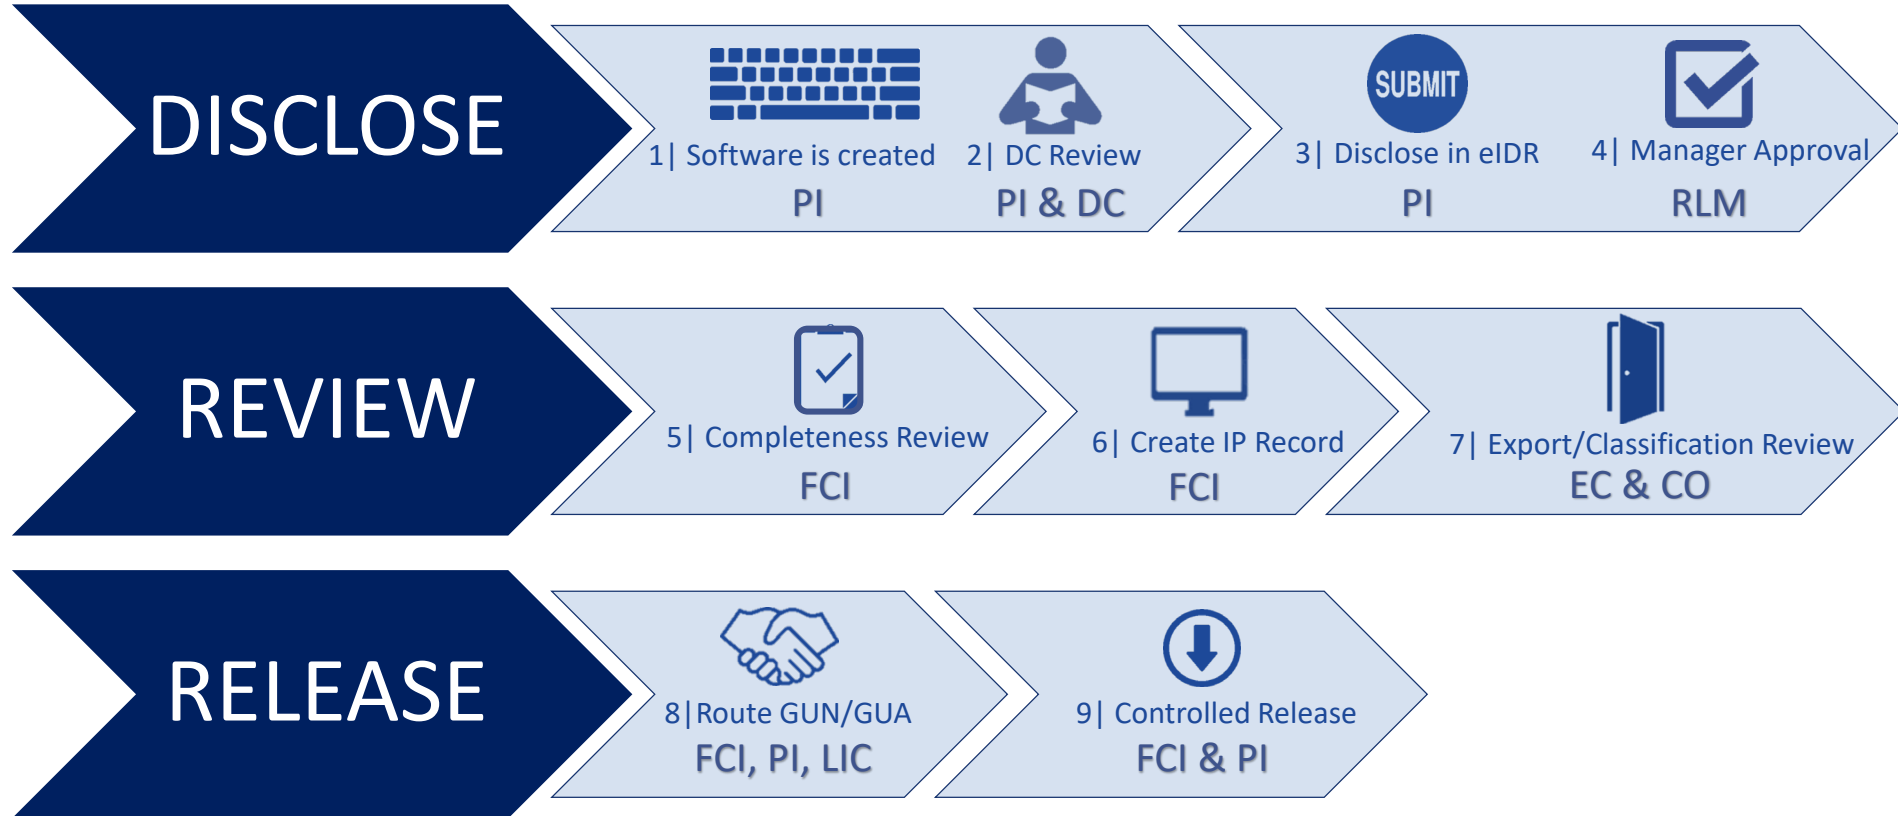 DISCLOSE
1| Software is created
PI
2| DC Review
PI & DC
SUBMIT
3| Disclose in eIDR
PI
4| Manager Approval
RLM
REVIEW
5| Completeness Review
FCI
6| Create IP Record
FCI
7| Export/Classification Review
EC & CO
RELEASE
8|Route GUN/GUA
FCI, PI, LIC
9| Controlled Release
FCI & PI